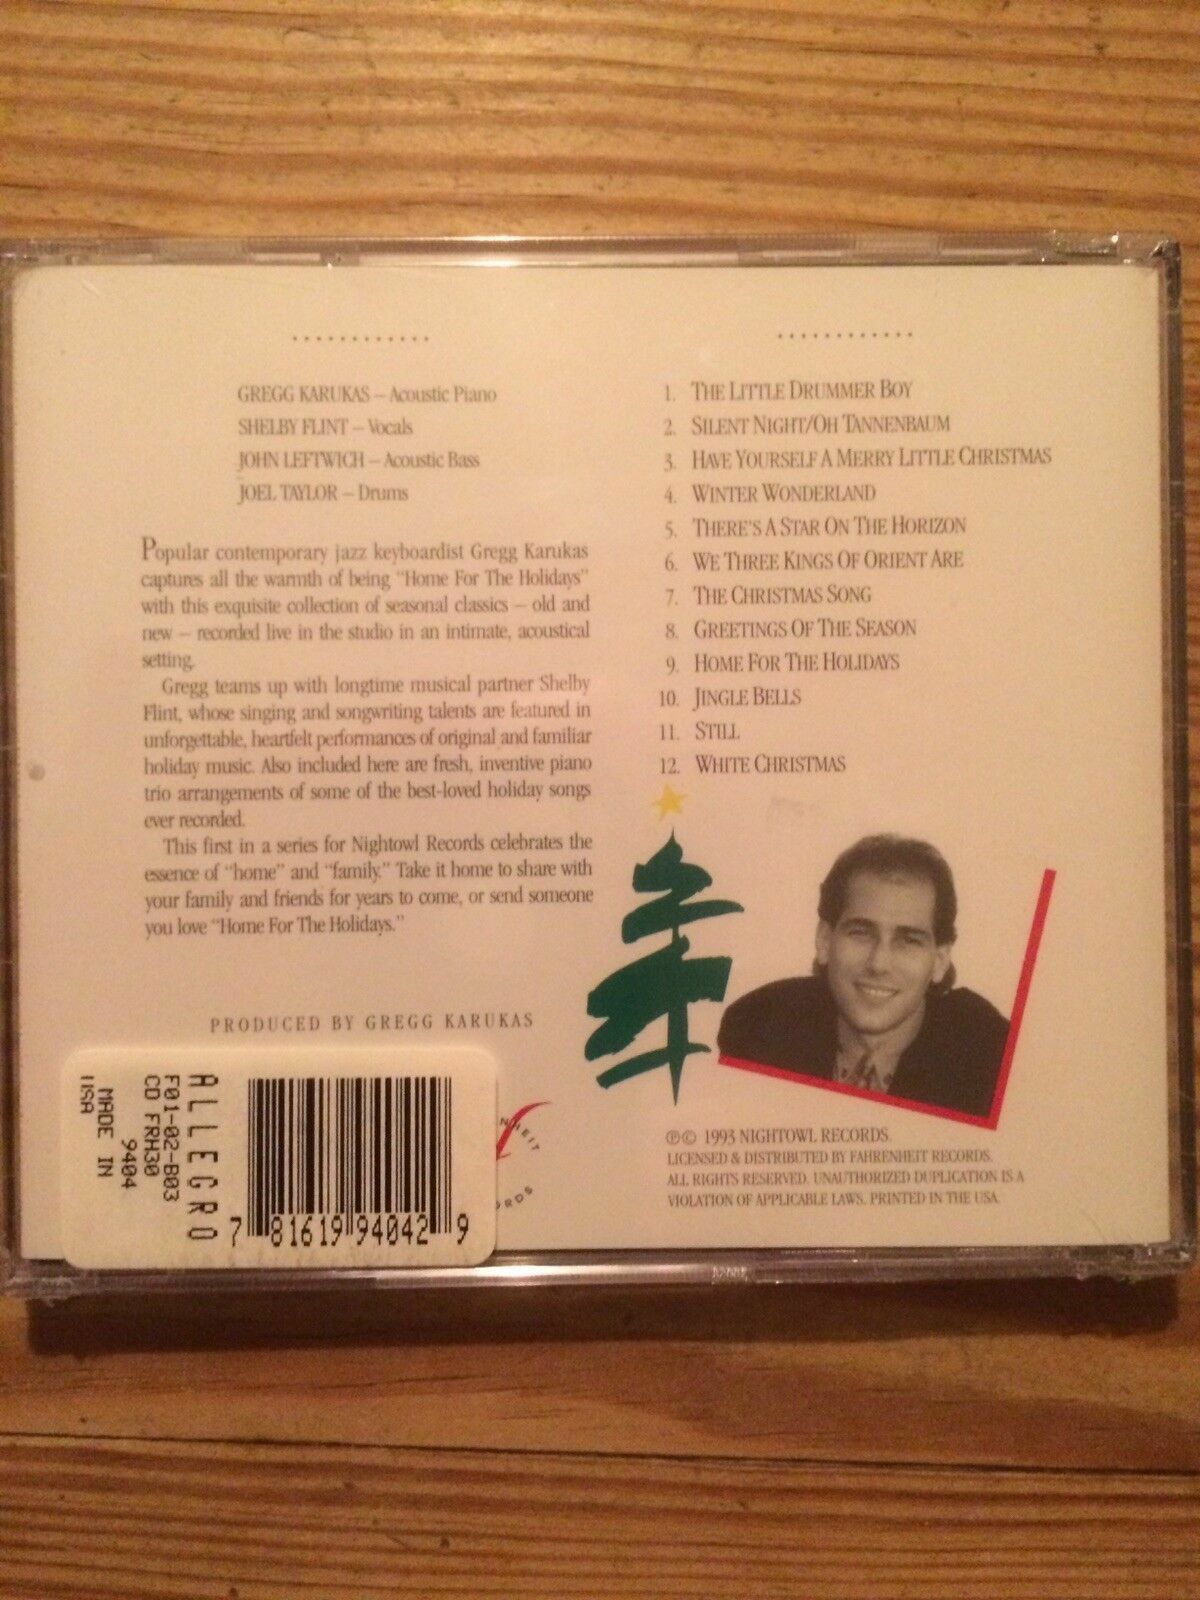 GREGG KARUKAS – Acoustic Piano
SHELBY FLINT – Vocals
JOHN LEFTWICH – Acoustic Bass
JOEL TAYLOR – Drums
Popular contemporary jazz keyboardist Gregg Karukas
captures all the warmth of being "Home For The Holidays"
with this exquisite collection of seasonal classics – old and
new – recorded live in the studio in an intimate, acoustical
setting.
Gregg teams up with longtime musical partner Shelby
Flint, whose singing and songwriting talents are featured in
unforgettable, heartfelt performances of original and familiar
holiday music. Also included here are fresh, inventive piano
trio arrangements of some of the best-loved holiday songs
ever recorded.
This first in a series for Nightowl Records celebrates the
essence of "home" and "family." Take it home to share with
your family and friends for years to come, or send someone
you love "Home For The Holidays."
PRODUCED BY GREGG KARUKAS
1. THE LITTLE DRUMMER BOY
2. SILENT NIGHT/OH TANNENBAUM
3. HAVE YOURSELF A MERRY LITTLE CHRISTMAS
4. WINTER WONDERLAND
5. THERE'S A STAR ON THE HORIZON
6. WE THREE KINGS OF ORIENT ARE
7. THE CHRISTMAS SONG
8. GREETINGS OF THE SEASON
9. HOME FOR THE HOLIDAYS
10. JINGLE BELLS
11. STILL
12. WHITE CHRISTMAS
ALLEGRO
F01-02-B03
CD FRH30
9404
MADE IN
USA
7 81619 94042 9
℗© 1993 NIGHTOWL RECORDS.
LICENSED & DISTRIBUTED BY FAHRENHEIT RECORDS.
ALL RIGHTS RESERVED. UNAUTHORIZED DUPLICATION IS A
VIOLATION OF APPLICABLE LAWS. PRINTED IN THE USA.